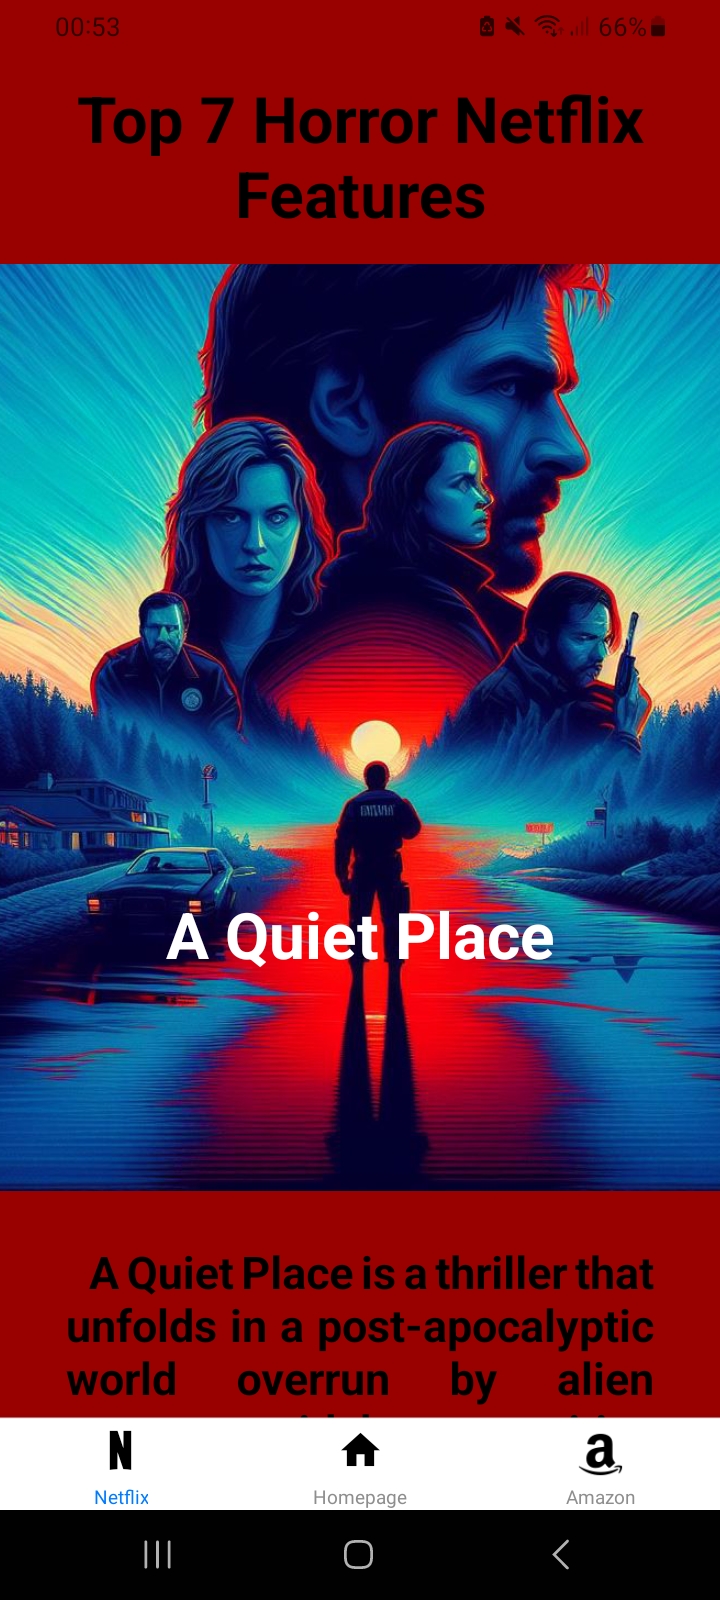 00:53
66%
Top 7 Horror Netflix
Features
A Quiet Place
A Quiet Place is a thriller that
unfolds in a post-apocalyptic
world overrun by alien
N
a
Netflix
Homepage
Amazon